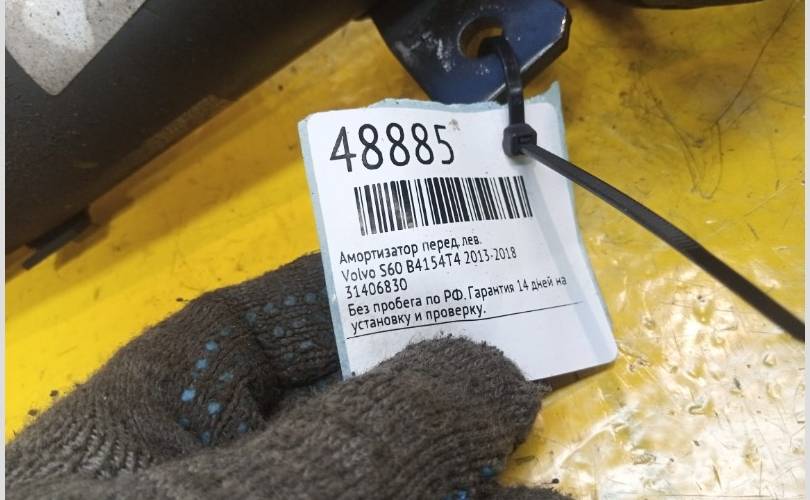 48885
Амортизатор перед. лев.
Volvo S60 B4154T4 2013-2018
31406830
Без пробега по РФ. Гарантия 14 дней на
установку и проверку.